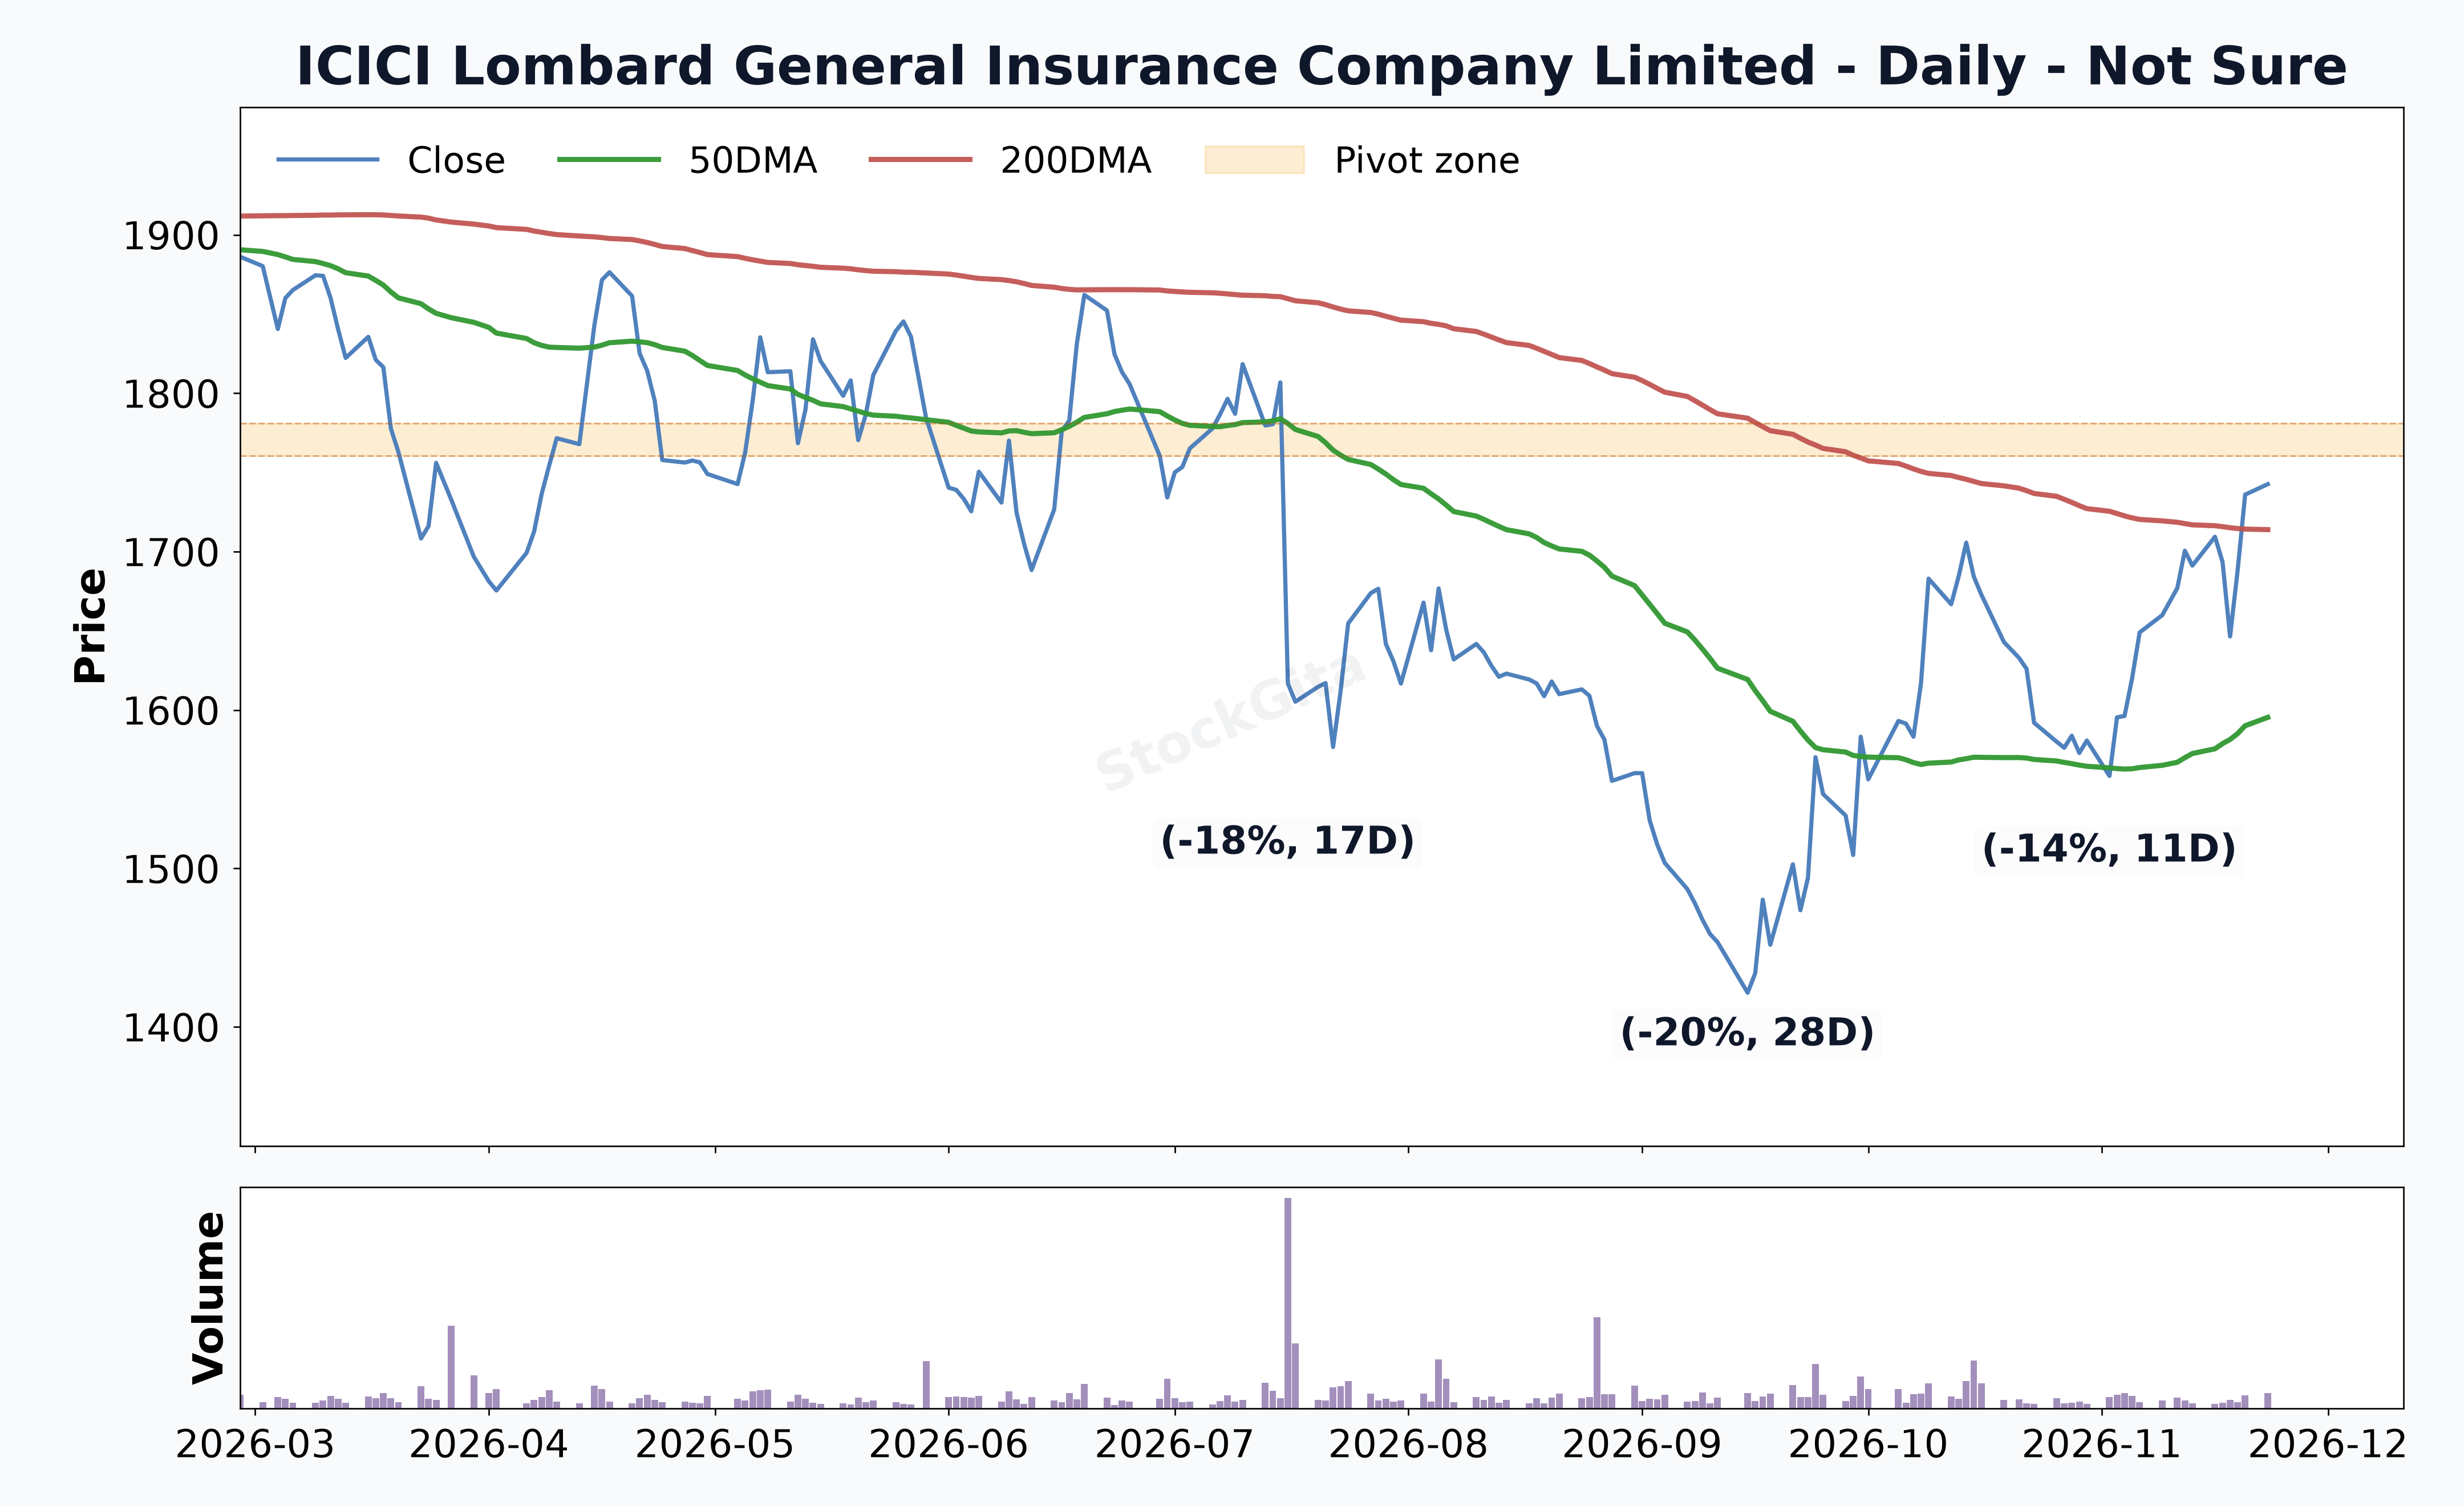 ICICI Lombard General Insurance Company Limited - Daily - Not Sure
Close 50DMA 200DMA Pivot zone
1900
1800
1700
1600
1500
1400
Price
StockGita
(-18%, 17D)
(-14%, 11D)
(-20%, 28D)
Volume
2026-03 2026-04 2026-05 2026-06 2026-07 2026-08 2026-09 2026-10 2026-11 2026-12